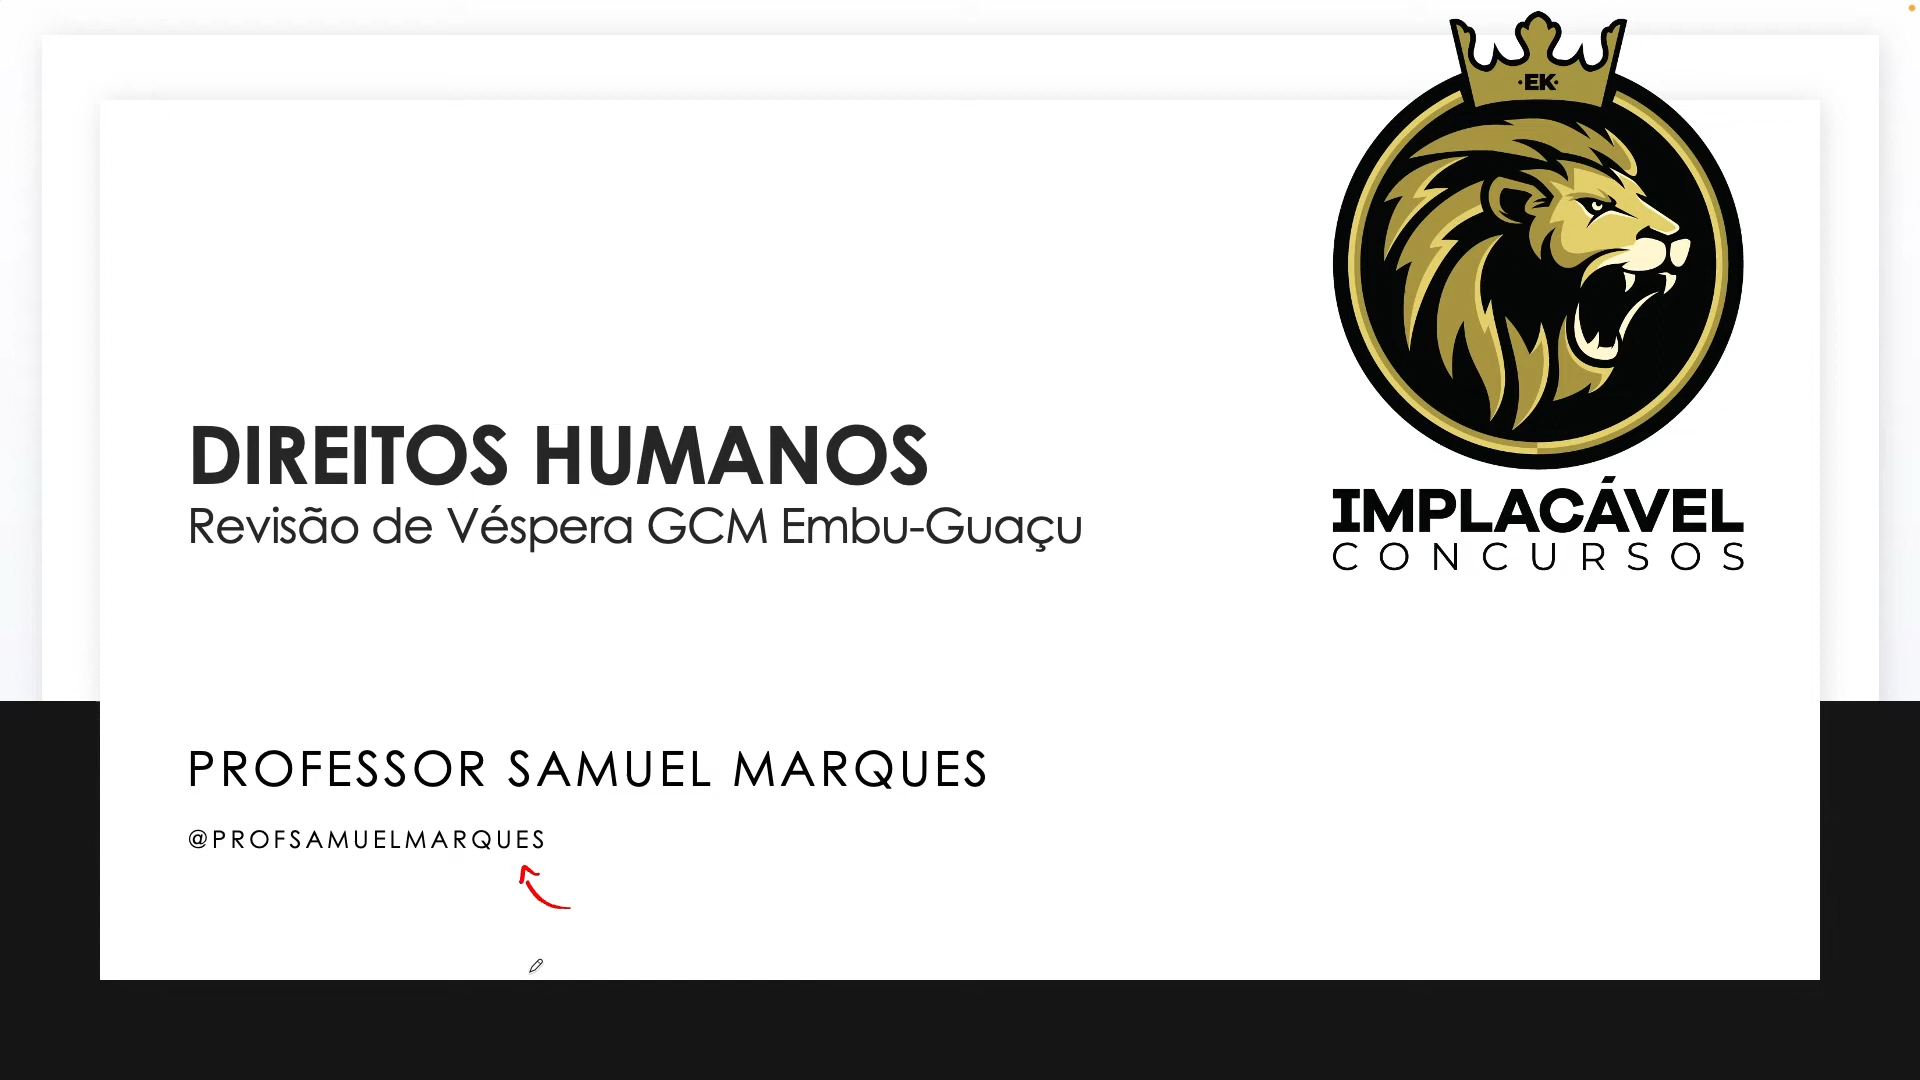 ·EK·
IMPLACÁVEL
CONCURSOS
DIREITOS HUMANOS
Revisão de Véspera GCM Embu-Guaçu
PROFESSOR SAMUEL MARQUES
@PROFSAMUELMARQUES